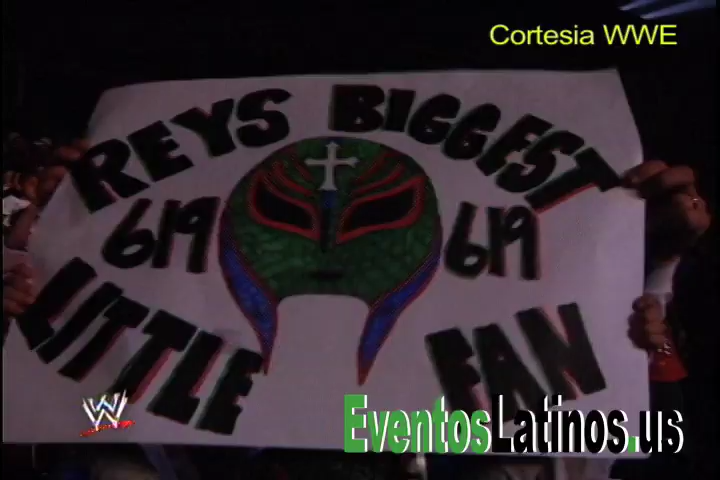 Cortesia WWE
REYS BIGGEST
619 619
LITTLE FAN
W
EventosLatinos.us